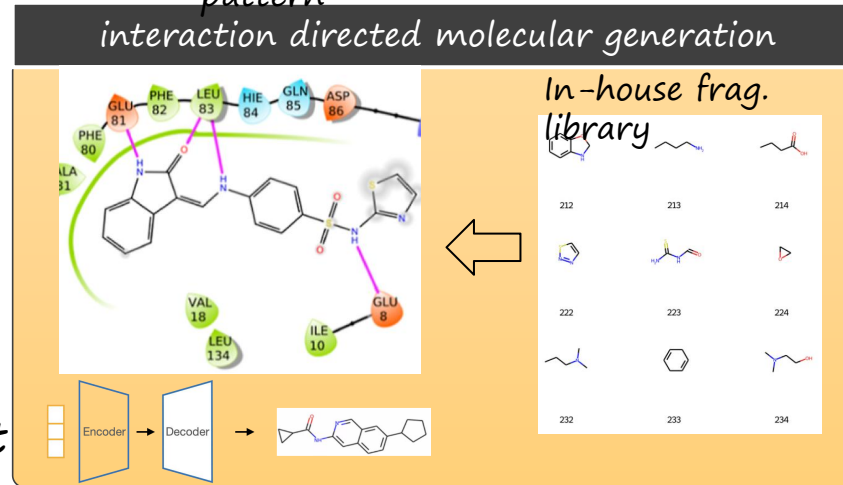 pattern
interaction directed molecular generation
In-house frag.
library
GLU
81
PHE
82
LEU
83
HIE
84
GLN
85
ASP
86
PHE
80
ALA
31
H
N
O
H
N
O
S
O
N
H
S
N
VAL
18
LEU
134
ILE
10
GLU
8
212
213
214
222
223
224
232
233
234
t
Encoder
Decoder